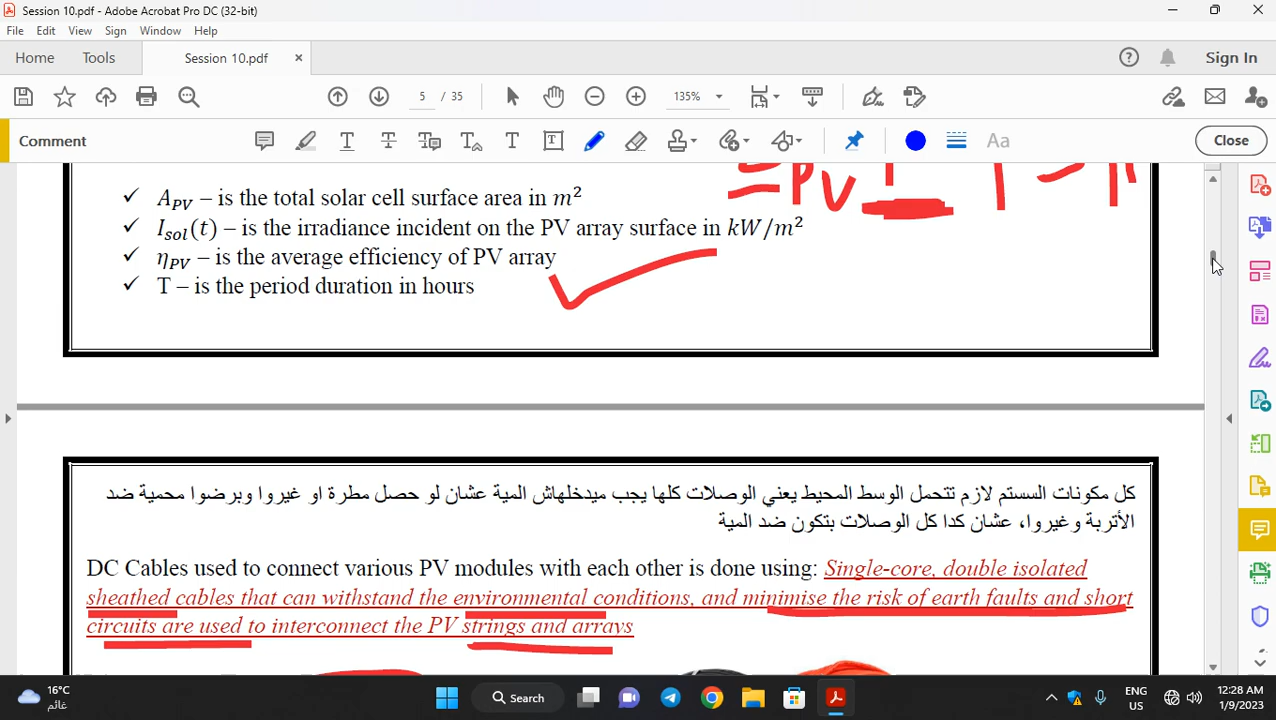 Session 10.pdf - Adobe Acrobat Pro DC (32-bit)
File Edit View Sign Window Help
Home Tools Session 10.pdf × Sign In
5 / 35 135%
Comment Aa Close
✓ A_PV – is the total solar cell surface area in m²
✓ I_sol(t) – is the irradiance incident on the PV array surface in kW/m²
✓ η_PV – is the average efficiency of PV array
✓ T – is the period duration in hours
PV
كل مكونات السستم لازم تتحمل الوسط المحيط يعني الوصلات كلها يجب ميدخلهاش المية عشان لو حصل مطرة او غيروا وبرضوا محمية ضد
الأتربة وغيروا، عشان كدا كل الوصلات بتكون ضد المية
DC Cables used to connect various PV modules with each other is done using: Single-core, double isolated
sheathed cables that can withstand the environmental conditions, and minimise the risk of earth faults and short
circuits are used to interconnect the PV strings and arrays
16°C
غائم
Search
ENG
US
12:28 AM
1/9/2023